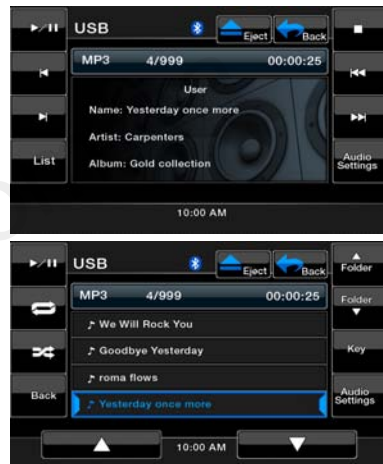 USB Eject Back
MP3 4/999 00:00:25
User
Name: Yesterday once more
Artist: Carpenters
List Album: Gold collection Audio Settings
10:00 AM
USB Eject Back Folder
MP3 4/999 00:00:25 Folder
We Will Rock You
Goodbye Yesterday Key
roma flows
Back Yesterday once more Audio Settings
10:00 AM